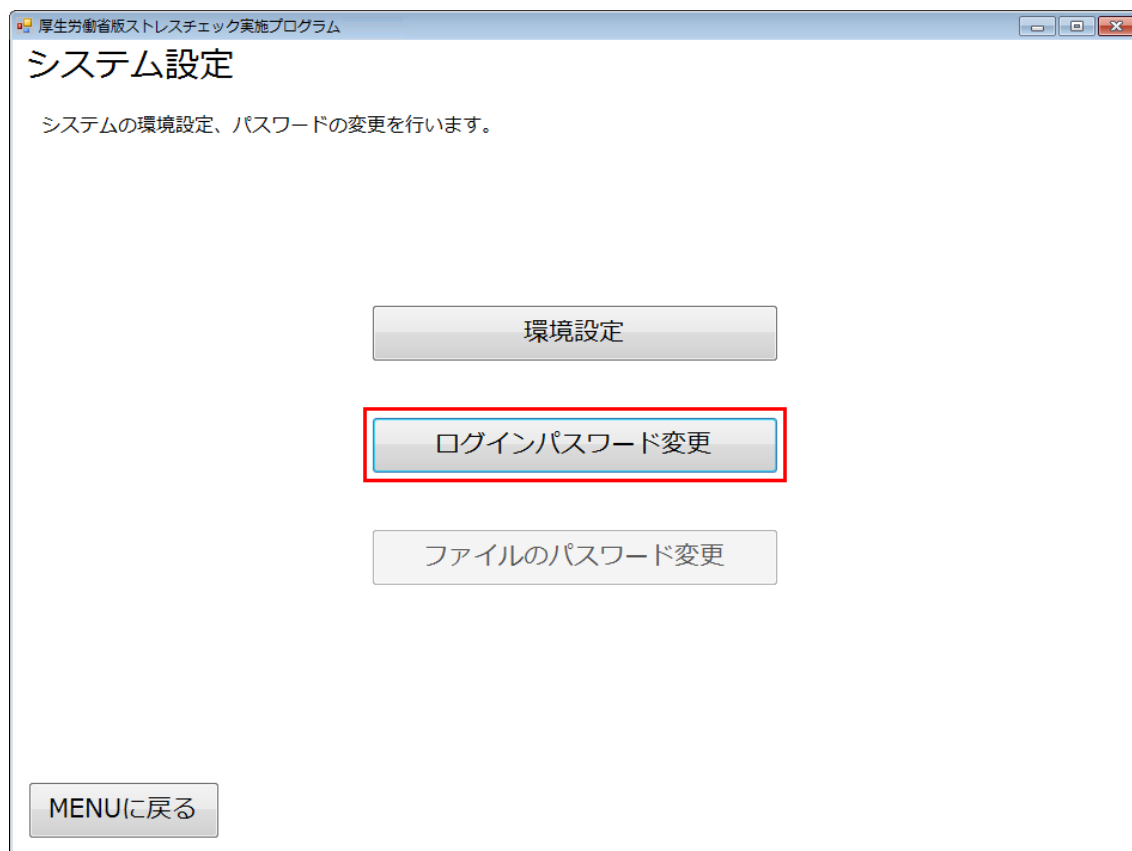 厚生労働省版ストレスチェック実施プログラム
システム設定
システムの環境設定、パスワードの変更を行います。
環境設定
ログインパスワード変更
ファイルのパスワード変更
MENUに戻る